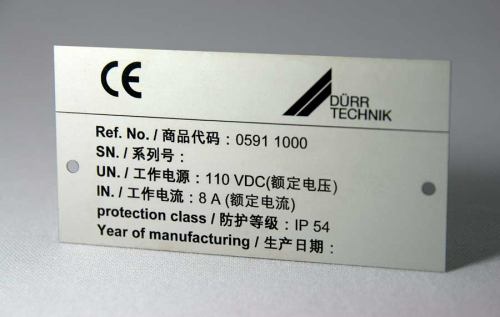 CE
DÜRR
TECHNIK
Ref. No. / 商品代码 : 0591 1000
SN. / 系列号 :
UN. / 工作电源 : 110 VDC(额定电压)
IN. / 工作电流 : 8 A (额定电流)
protection class / 防护等级 : IP 54
Year of manufacturing / 生产日期 :